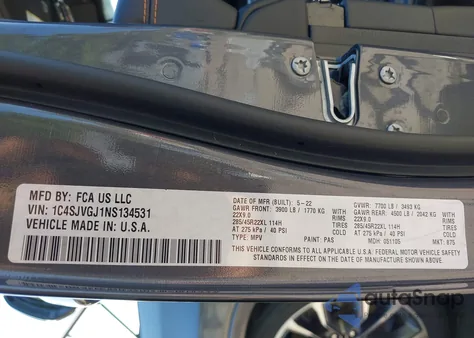 MFD BY: FCA US LLC
VIN: 1C4SJVGJ1NS134531
VEHICLE MADE IN: U.S.A.
DATE OF MFR (BUILT): 5-22 GVWR: 7700 LB / 3493 KG
GAWR FRONT: 3900 LB / 1770 KG GAWR REAR: 4500 LB / 2042 KG
22X9.0 22X9.0
285/45R22XL 114H 285/45R22XL 114H
AT 275 kPa / 40 PSI AT 275 kPa / 40 PSI
TYPE: MPV PAINT: PAS MDH: 051105 MKT: 675
THIS VEHICLE CONFORMS TO ALL APPLICABLE U.S.A. FEDERAL MOTOR VEHICLE SAFETY
STANDARDS IN EFFECT ON THE DATE OF MANUFACTURE SHOWN ABOVE.
AutoSnap